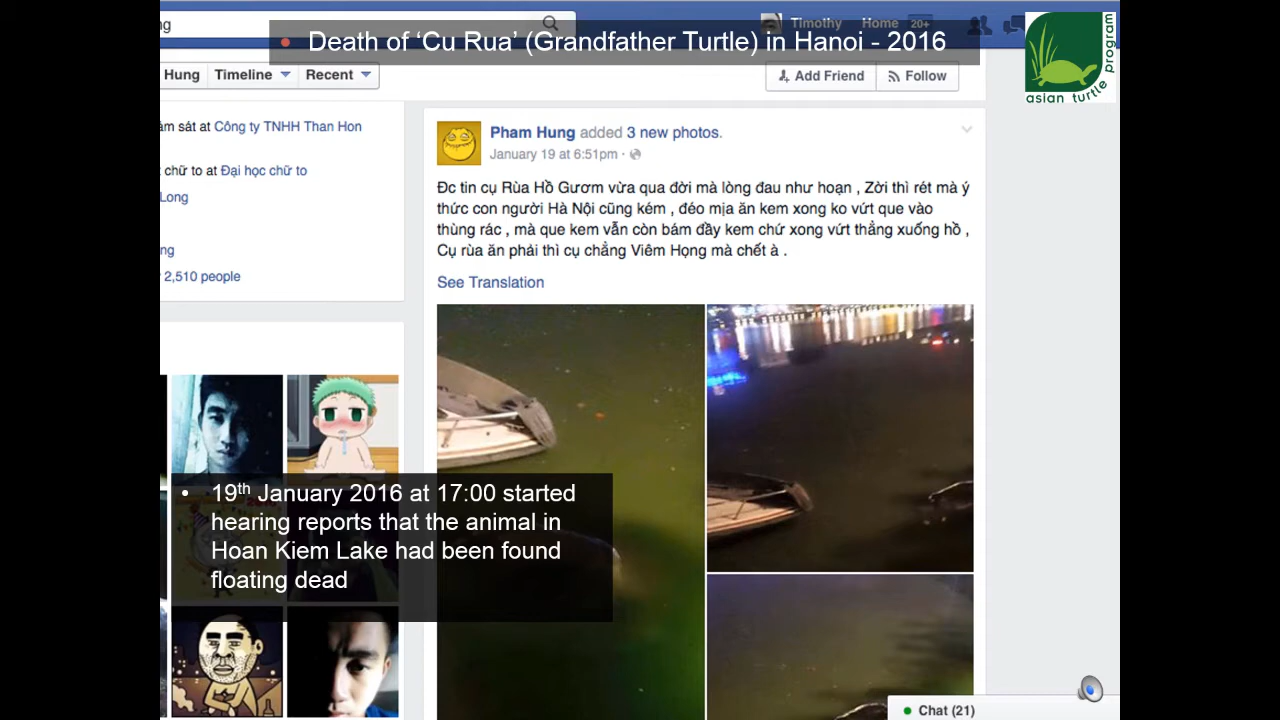 ng
Timothy Home 20+
• Death of ‘Cu Rua’ (Grandfather Turtle) in Hanoi - 2016
asian turtle program
Hung Timeline Recent
Add Friend Follow
ám sát at Công ty TNHH Than Hon
chữ to at Đại học chữ to
Long
ng
2,510 people
Pham Hung added 3 new photos.
January 19 at 6:51pm ·
Đc tin cụ Rùa Hồ Gươm vừa qua đời mà lòng đau như hoạn , Zời thì rét mà ý
thức con người Hà Nội cũng kém , đéo mịa ăn kem xong ko vứt que vào
thùng rác , mà que kem vẫn còn bám đầy kem chứ xong vứt thẳng xuống hồ ,
Cụ rùa ăn phải thì cụ chẳng Viêm Họng mà chết à .
See Translation
• 19th January 2016 at 17:00 started
hearing reports that the animal in
Hoan Kiem Lake had been found
floating dead
Chat (21)